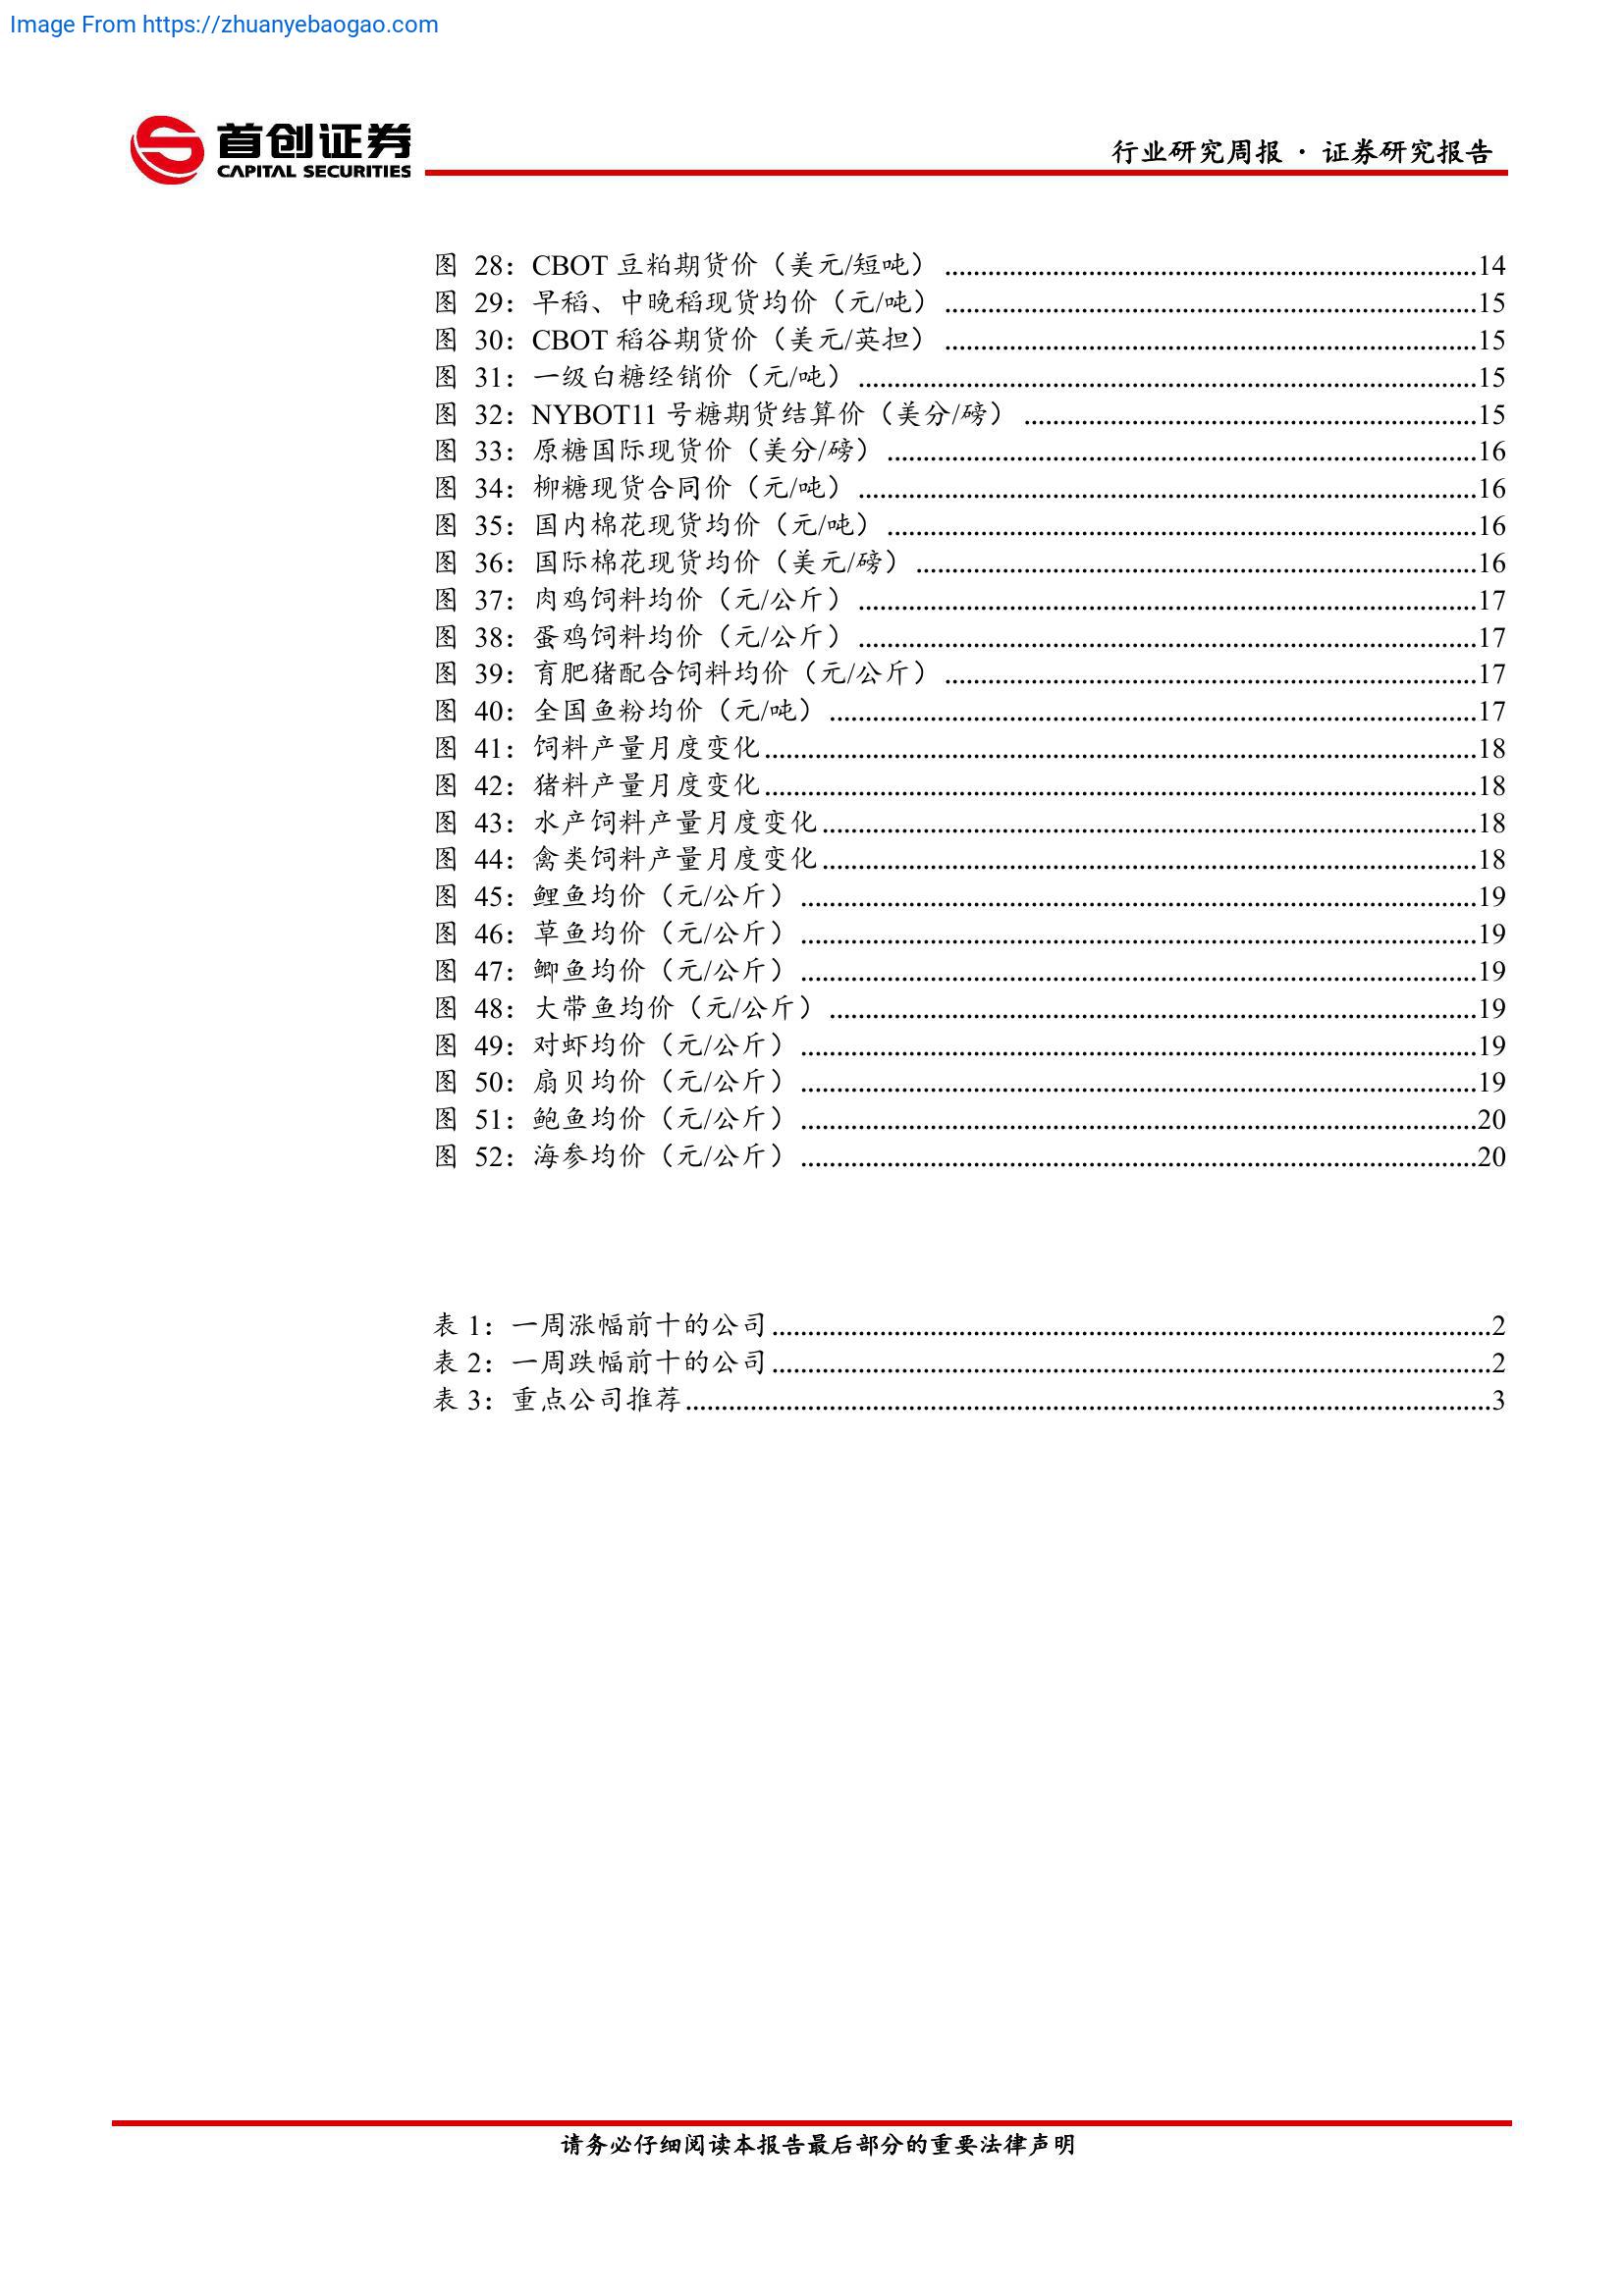 Image From https://zhuanyebaogao.com
首创证券
CAPITAL SECURITIES
行业研究周报 · 证券研究报告
图 28：CBOT 豆粕期货价（美元/短吨）14
图 29：早稻、中晚稻现货均价（元/吨）15
图 30：CBOT 稻谷期货价（美元/英担）15
图 31：一级白糖经销价（元/吨）15
图 32：NYBOT11 号糖期货结算价（美分/磅）15
图 33：原糖国际现货价（美分/磅）16
图 34：柳糖现货合同价（元/吨）16
图 35：国内棉花现货均价（元/吨）16
图 36：国际棉花现货均价（美元/磅）16
图 37：肉鸡饲料均价（元/公斤）17
图 38：蛋鸡饲料均价（元/公斤）17
图 39：育肥猪配合饲料均价（元/公斤）17
图 40：全国鱼粉均价（元/吨）17
图 41：饲料产量月度变化18
图 42：猪料产量月度变化18
图 43：水产饲料产量月度变化18
图 44：禽类饲料产量月度变化18
图 45：鲤鱼均价（元/公斤）19
图 46：草鱼均价（元/公斤）19
图 47：鲫鱼均价（元/公斤）19
图 48：大带鱼均价（元/公斤）19
图 49：对虾均价（元/公斤）19
图 50：扇贝均价（元/公斤）19
图 51：鲍鱼均价（元/公斤）20
图 52：海参均价（元/公斤）20
表 1：一周涨幅前十的公司2
表 2：一周跌幅前十的公司2
表 3：重点公司推荐3
请务必仔细阅读本报告最后部分的重要法律声明